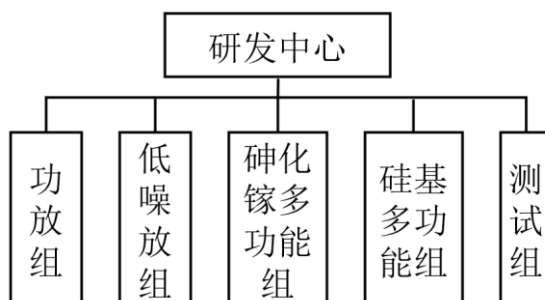 研发中心
功
放
组
低
噪
放
组
砷化
镓多
功能
组
硅基
多功
能组
测
试
组